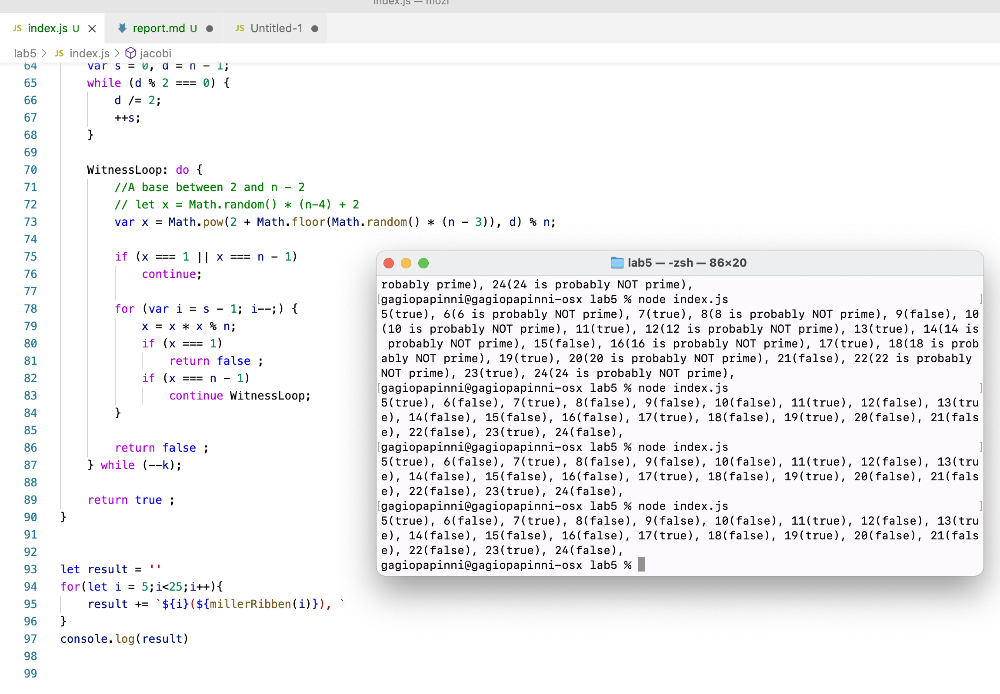 index.js — mozi
JS index.js U × report.md U ● JS Untitled-1 ●
lab5 > JS index.js > jacobi
64 var s = 0, d = n - 1;
65 while (d % 2 === 0) {
66 d /= 2;
67 ++s;
68 }
69
70 WitnessLoop: do {
71 //A base between 2 and n - 2
72 // let x = Math.random() * (n-4) + 2
73 var x = Math.pow(2 + Math.floor(Math.random() * (n - 3)), d) % n;
74
75 if (x === 1 || x === n - 1)
76 continue;
77
78 for (var i = s - 1; i--;) {
79 x = x * x % n;
80 if (x === 1)
81 return false ;
82 if (x === n - 1)
83 continue WitnessLoop;
84 }
85
86 return false ;
87 } while (--k);
88
89 return true ;
90 }
91
92
93 let result = ''
94 for(let i = 5;i<25;i++){
95 result += `${i}(${millerRibben(i)}), `
96 }
97 console.log(result)
98
99
lab5 — -zsh — 86×20
robably prime), 24(24 is probably NOT prime),
[gagiopapinni@gagiopapinni-osx lab5 % node index.js ]
5(true), 6(6 is probably NOT prime), 7(true), 8(8 is probably NOT prime), 9(false), 10
(10 is probably NOT prime), 11(true), 12(12 is probably NOT prime), 13(true), 14(14 is
probably NOT prime), 15(false), 16(16 is probably NOT prime), 17(true), 18(18 is prob
ably NOT prime), 19(true), 20(20 is probably NOT prime), 21(false), 22(22 is probably
NOT prime), 23(true), 24(24 is probably NOT prime),
[gagiopapinni@gagiopapinni-osx lab5 % node index.js ]
5(true), 6(false), 7(true), 8(false), 9(false), 10(false), 11(true), 12(false), 13(tru
e), 14(false), 15(false), 16(false), 17(true), 18(false), 19(true), 20(false), 21(fals
e), 22(false), 23(true), 24(false),
[gagiopapinni@gagiopapinni-osx lab5 % node index.js ]
5(true), 6(false), 7(true), 8(false), 9(false), 10(false), 11(true), 12(false), 13(tru
e), 14(false), 15(false), 16(false), 17(true), 18(false), 19(true), 20(false), 21(fals
e), 22(false), 23(true), 24(false),
[gagiopapinni@gagiopapinni-osx lab5 % node index.js ]
5(true), 6(false), 7(true), 8(false), 9(false), 10(false), 11(true), 12(false), 13(tru
e), 14(false), 15(false), 16(false), 17(true), 18(false), 19(true), 20(false), 21(fals
e), 22(false), 23(true), 24(false),
gagiopapinni@gagiopapinni-osx lab5 %